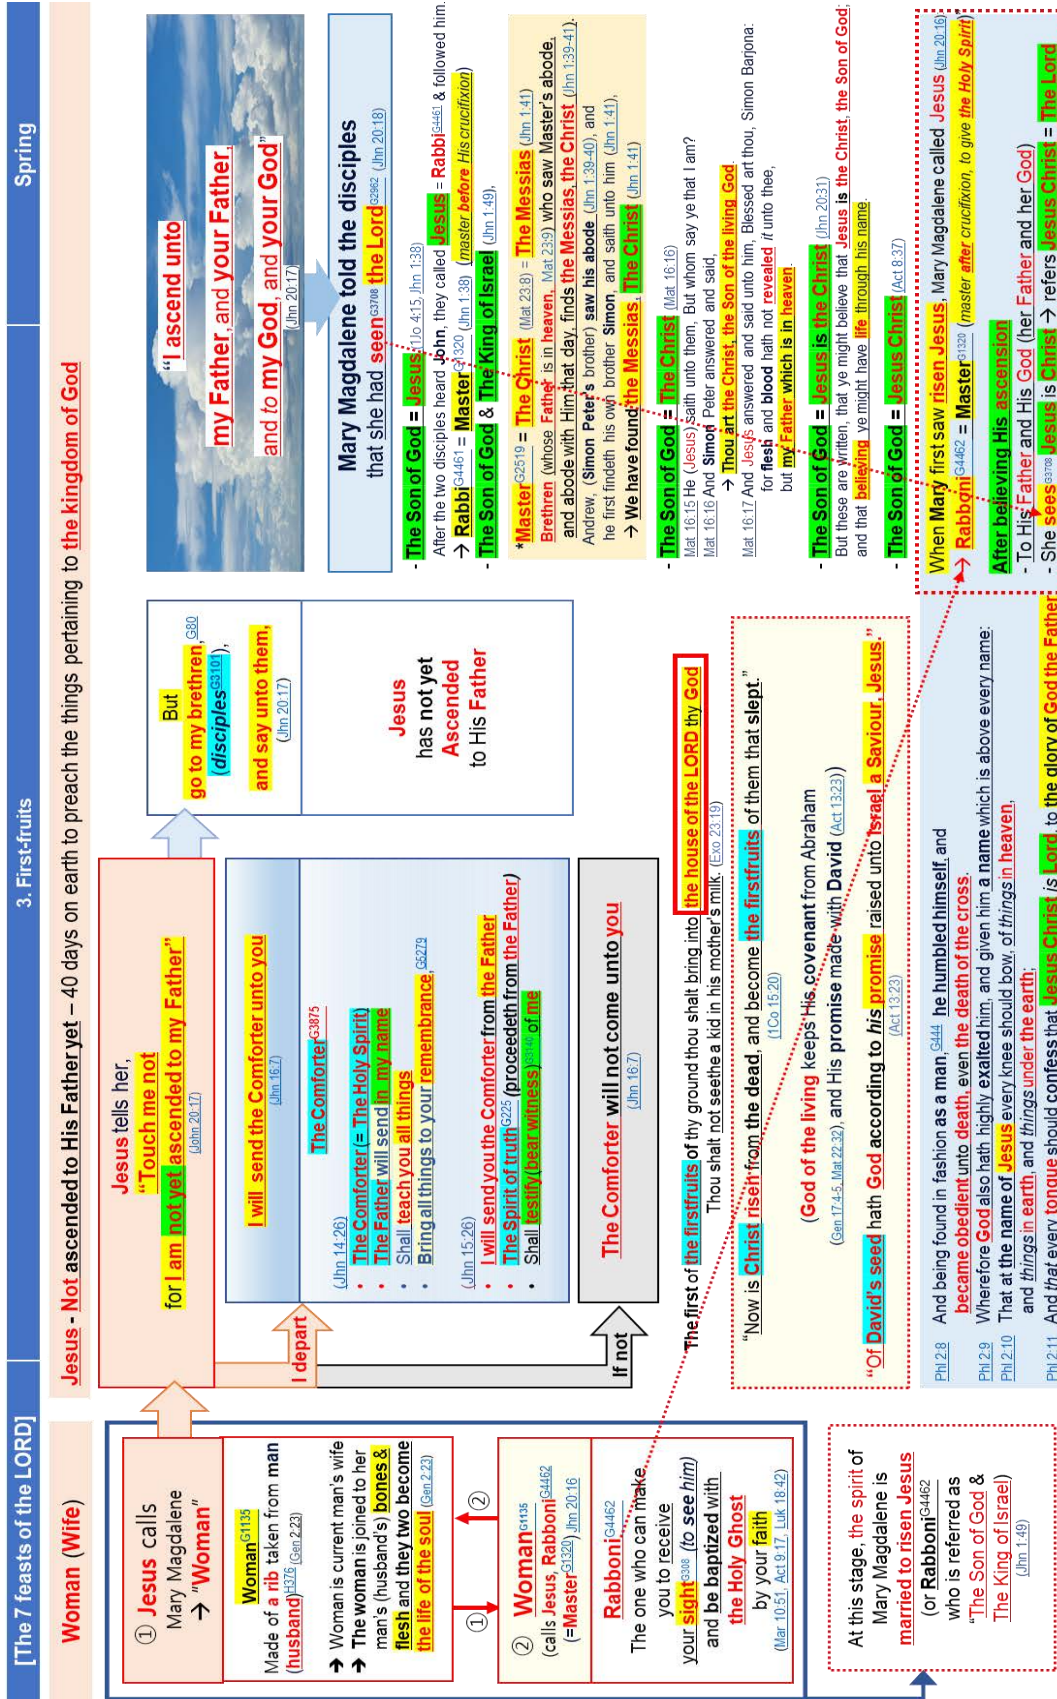 [The 7 feasts of the LORD]
3. First-fruits
Spring
Woman (Wife)
Jesus - Not ascended to His Father yet – 40 days on earth to preach the things pertaining to the kingdom of God
① Jesus calls
Mary Magdalene
→ "Woman"
WomanG1135
Made of a rib taken from man
(husband)H376 (Gen 2:23)
→ Woman is current man's wife
→ The woman is joined to her
man's (husband's) bones &
flesh and they two become
the life of the soul (Gen 2:23)
①
②
② WomanG1135
(calls Jesus, RabboniG4462
(=MasterG1320) Jhn 20:16
RabboniG4462
The one who can make
you to receive
your sightG308 (to see him)
and be baptized with
the Holy Ghost
by your faith
(Mar 10:51, Act 9:17, Luk 18:42)
At this stage, the spirit of
Mary Magdalene is
married to risen Jesus
(or RabboniG4462
who is referred as
"The Son of God &
The King of Israel)
(Jhn 1:49)
Jesus tells her,
"Touch me not
for I am not yet ascended to my Father"
(John 20:17)
I depart
I will send the Comforter unto you
(Jhn 16:7)
The ComforterG3875
(Jhn 14:26)
• The Comforter (= The Holy Spirit)
• The Father will send in my name
• Shall teach you all things
• Bring all things to your remembrance,G5279
(Jhn 15:26)
• I will send you the Comforter from the Father
• The Spirit of truthG225 (proceedeth from the Father)
• Shall testify(bear witness)G3140 of me
If not
The Comforter will not come unto you
(Jhn 16:7)
But
go to my brethren,G80
(disciplesG3101),
and say unto them,
(Jhn 20:17)
Jesus
has not yet
Ascended
to His Father
The first of the firstfruits of thy ground thou shalt bring into the house of the LORD thy God
Thou shalt not seethe a kid in his mother's milk. (Exo 23:19)
"Now is Christ risen from the dead, and become the firstfruits of them that slept."
(1Co 15:20)
(God of the living keeps His covenant from Abraham
(Gen 17:4-5, Mat 22:32), and His promise made with David (Act 13:23))
"Of David's seed hath God according to his promise raised unto Israel a Saviour, Jesus."
(Act 13:23)
Phl 2:8 And being found in fashion as a man,G444 he humbled himself, and
became obedient unto death, even the death of the cross.
Phl 2:9 Wherefore God also hath highly exalted him, and given him a name which is above every name:
Phl 2:10 That at the name of Jesus every knee should bow, of things in heaven,
and things in earth, and things under the earth;
Phl 2:11 And that every tongue should confess that Jesus Christ is Lord, to the glory of God the Father.
"I ascend unto
my Father, and your Father,
and to my God, and your God"
(Jhn 20:17)
Mary Magdalene told the disciples
that she had seenG3708 the LordG2962 (Jhn 20:18)
- The Son of God = Jesus (1Jo 4:15, Jhn 1:38)
After the two disciples heard John, they called Jesus = RabbiG4461 & followed him.
→ RabbiG4461 = MasterG1320 (Jhn 1:38) (master before His crucifixion)
- The Son of God & The King of Israel (Jhn 1:49),
*MasterG2519 = The Christ (Mat 23:8) = The Messias (Jhn 1:41)
Brethren (whose Father is in heaven, Mat 23:9) who saw Master's abode,
and abode with Him that day, finds the Messias, the Christ (Jhn 1:39-41).
Andrew, (Simon Peter's brother) saw his abode (Jhn 1:39-40), and
he first findeth his own brother Simon, and saith unto him (Jhn 1:41),
→ We have found the Messias, The Christ (Jhn 1:41)
- The Son of God = The Christ (Mat 16:16)
Mat 16:15 He (Jesus) saith unto them, But whom say ye that I am?
Mat 16:16 And Simon Peter answered and said,
→ Thou art the Christ, the Son of the living God.
Mat 16:17 And Jesus answered and said unto him, Blessed art thou, Simon Barjona:
for flesh and blood hath not revealed it unto thee,
but my Father which is in heaven.
- The Son of God = Jesus is the Christ (Jhn 20:31)
But these are written, that ye might believe that Jesus is the Christ, the Son of God;
and that believing ye might have life through his name.
- The Son of God = Jesus Christ (Act 8:37)
When Mary first saw risen Jesus, Mary Magdalene called Jesus (Jhn 20:16)
→ RabboniG4462 = MasterG1320 (master after crucifixion, to give the Holy Spirit)"
After believing His ascension
- To His Father and His God (her Father and her God)
- She seesG3708 Jesus is Christ → refers Jesus Christ = The Lord